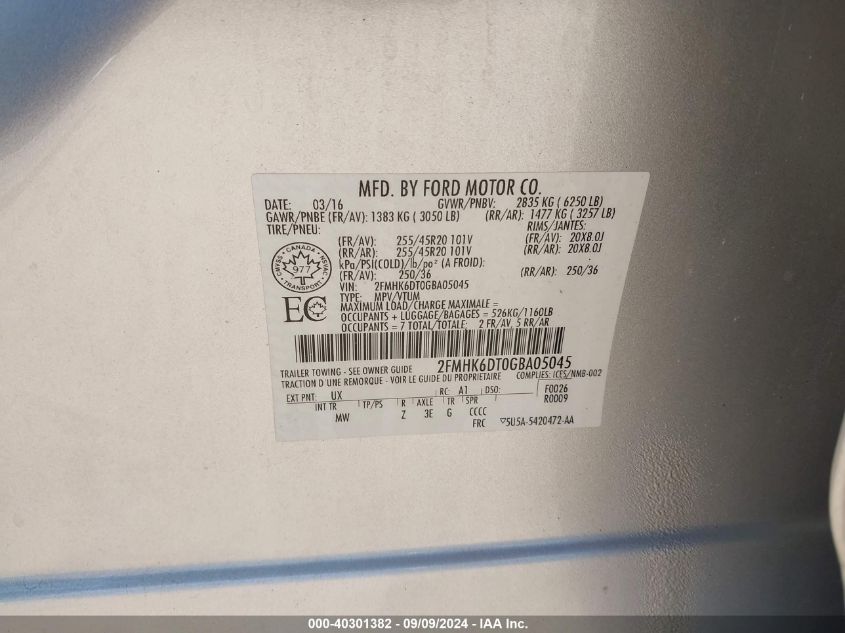 MFD. BY FORD MOTOR CO.
DATE: 03/16 GVWR/PNBV: 2835 KG ( 6250 LB)
GAWR/PNBE (FR/AV): 1383 KG ( 3050 LB) (RR/AR): 1477 KG ( 3257 LB)
TIRE/PNEU: RIMS/JANTES:
(FR/AV): 255/45R20 101V (FR/AV): 20X8.0J
(RR/AR): 255/45R20 101V (RR/AR): 20X8.0J
kPa/PSI(COLD)/lb/po² (A FROID):
(FR/AV): 250/36 (RR/AR): 250/36
CANADA
977
TRANSPORT
VIN: 2FMHK6DT0GBA05045
TYPE: MPV/VTUM
MAXIMUM LOAD/CHARGE MAXIMALE =
OCCUPANTS + LUGGAGE/BAGAGES = 526KG/1160LB
OCCUPANTS = 7 TOTAL/TOTALE: 2 FR/AV, 5 RR/AR
EC
2FMHK6DT0GBA05045
TRAILER TOWING - SEE OWNER GUIDE
TRACTION D'UNE REMORQUE - VOIR LE GUIDE DU PROPRIETAIRE COMPLIES: ICES/NMB-002
EXT PNT: UX RC: A1 DSO: F0026
INT TR TP/PS R AXLE TR SPR R0009
MW Z 3E G CCCC
FRC ▽5U5A-5420472-AA
000-40301382 - 09/09/2024 - IAA Inc.